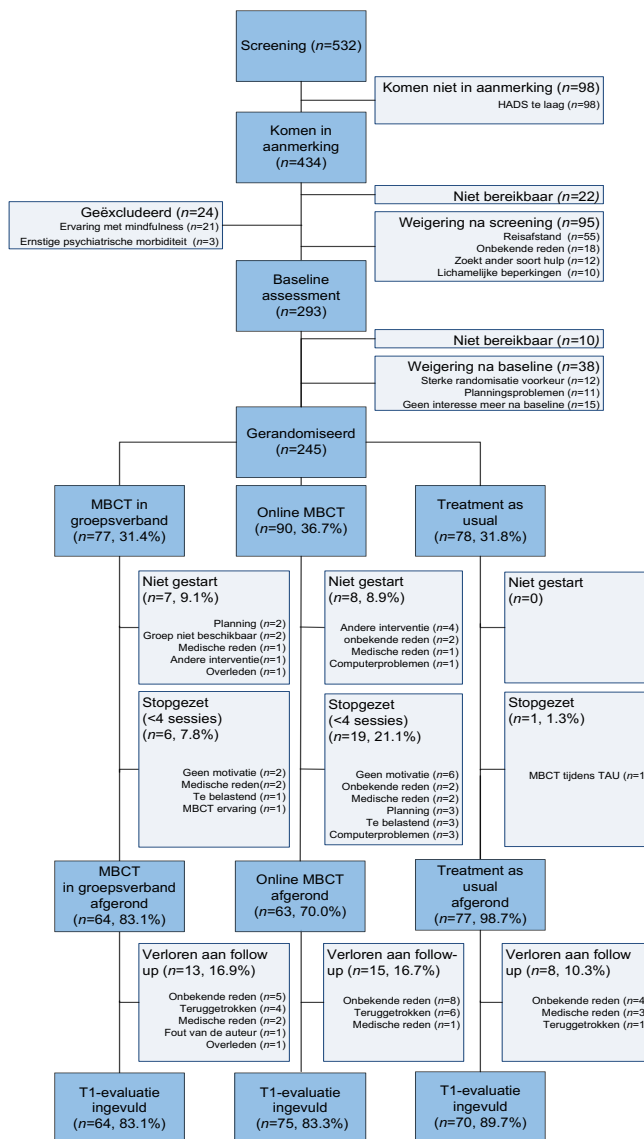 Screening (n=532)
Komen niet in aanmerking (n=98)
HADS te laag (n=98)
Komen in
aanmerking
(n=434)
Niet bereikbaar (n=22)
Geëxcludeerd (n=24)
Ervaring met mindfulness (n=21)
Ernstige psychiatrische morbiditeit (n=3)
Weigering na screening (n=95)
Reisafstand (n=55)
Onbekende reden (n=18)
Zoekt ander soort hulp (n=12)
Lichamelijke beperkingen (n=10)
Baseline
assessment
(n=293)
Niet bereikbaar (n=10)
Weigering na baseline (n=38)
Sterke randomisatie voorkeur (n=12)
Planningsproblemen (n=11)
Geen interesse meer na baseline (n=15)
Gerandomiseerd
(n=245)
MBCT in
groepsverband
(n=77, 31.4%)
Online MBCT
(n=90, 36.7%)
Treatment as
usual
(n=78, 31.8%)
Niet gestart
(n=7, 9.1%)
Planning (n=2)
Groep niet beschikbaar (n=2)
Medische reden (n=1)
Andere interventie(n=1)
Overleden (n=1)
Niet gestart
(n=8, 8.9%)
Andere interventie (n=4)
onbekende reden (n=2)
Medische reden (n=1)
Computerproblemen (n=1)
Niet gestart
(n=0)
Stopgezet
(<4 sessies)
(n=6, 7.8%)
Geen motivatie (n=2)
Medische reden(n=2)
Te belastend (n=1)
MBCT ervaring (n=1)
Stopgezet
(<4 sessies)
(n=19, 21.1%)
Geen motivatie (n=6)
Onbekende reden (n=2)
Medische reden (n=2)
Planning (n=3)
Te belastend (n=3)
Computerproblemen (n=3)
Stopgezet
(n=1, 1.3%)
MBCT tijdens TAU (n=1
MBCT
in groepsverband
afgerond
(n=64, 83.1%)
Online MBCT
afgerond
(n=63, 70.0%)
Treatment as
usual
afgerond
(n=77, 98.7%)
Verloren aan follow
up (n=13, 16.9%)
Onbekende reden (n=5)
Teruggetrokken (n=4)
Medische reden (n=2)
Fout van de auteur (n=1)
Overleden (n=1)
Verloren aan follow-
up (n=15, 16.7%)
Onbekende reden (n=8)
Teruggetrokken (n=6)
Medische reden (n=1)
Verloren aan follow
up (n=8, 10.3%)
Onbekende reden (n=4
Medische reden (n=3
Teruggetrokken (n=1
T1-evaluatie
ingevuld
(n=64, 83.1%)
T1-evaluatie
ingevuld
(n=75, 83.3%)
T1-evaluatie
ingevuld
(n=70, 89.7%)